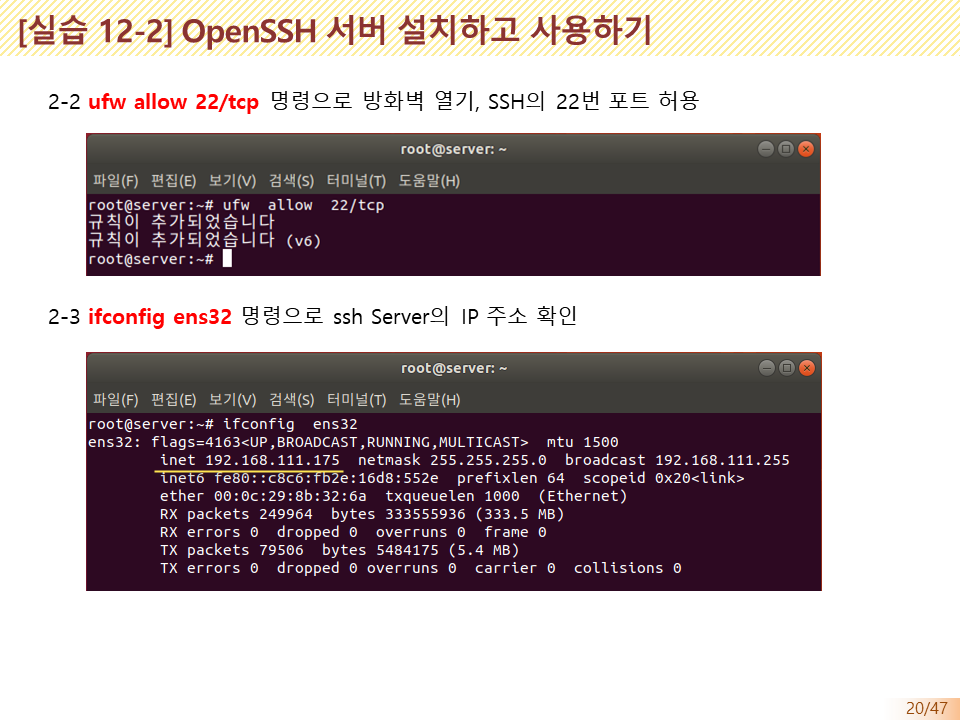 [실습 12-2] OpenSSH 서버 설치하고 사용하기
2-2 ufw allow 22/tcp 명령으로 방화벽 열기, SSH의 22번 포트 허용
root@server: ~
파일(F) 편집(E) 보기(V) 검색(S) 터미널(T) 도움말(H)
root@server:~# ufw  allow  22/tcp
규칙이 추가되었습니다
규칙이 추가되었습니다 (v6)
root@server:~#
2-3 ifconfig ens32 명령으로 ssh Server의 IP 주소 확인
root@server: ~
파일(F) 편집(E) 보기(V) 검색(S) 터미널(T) 도움말(H)
root@server:~# ifconfig  ens32
ens32: flags=4163<UP,BROADCAST,RUNNING,MULTICAST>  mtu 1500
inet 192.168.111.175  netmask 255.255.255.0  broadcast 192.168.111.255
inet6 fe80::c8c6:fb2e:16d8:552e  prefixlen 64  scopeid 0x20<link>
ether 00:0c:29:8b:32:6a  txqueuelen 1000  (Ethernet)
RX packets 249964  bytes 333555936 (333.5 MB)
RX errors 0  dropped 0  overruns 0  frame 0
TX packets 79506  bytes 5484175 (5.4 MB)
TX errors 0  dropped 0 overruns 0  carrier 0  collisions 0
20/47